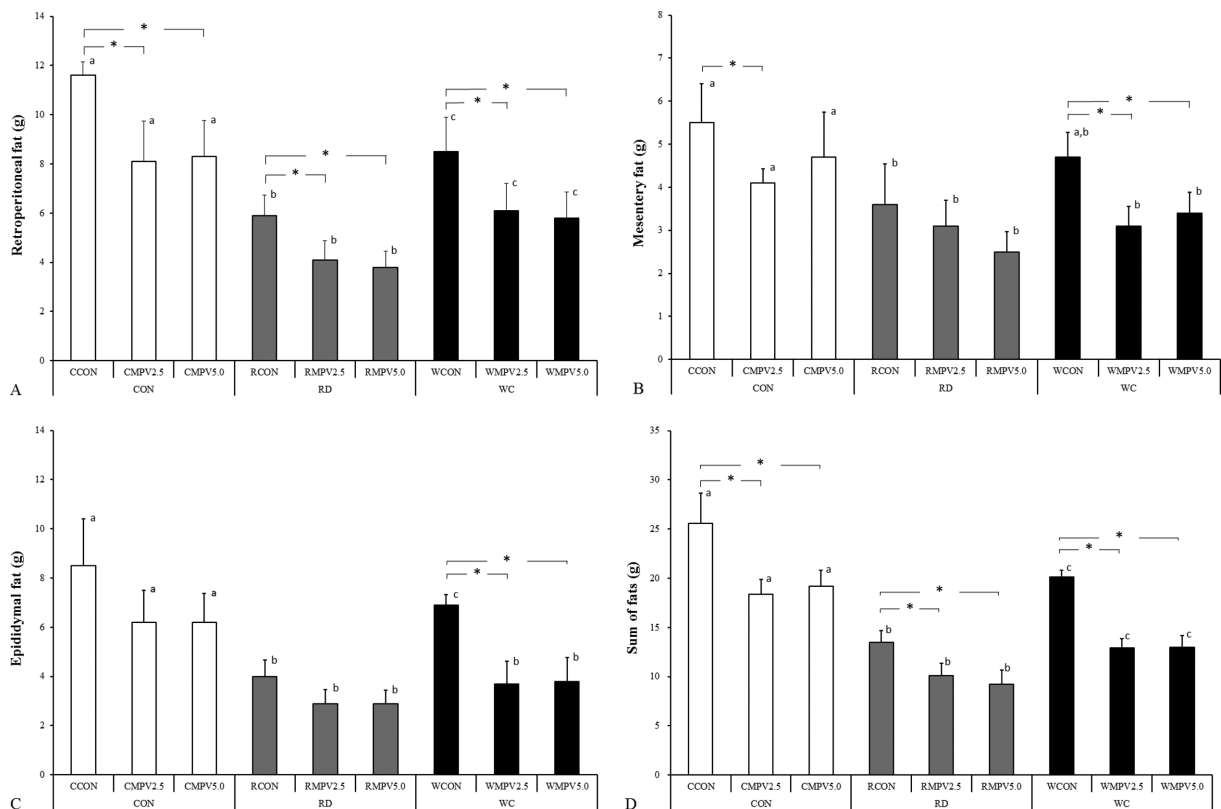 14
12
10
8
6
4
2
0
Retroperitoneal fat (g)
* * * * * *
a a a b b b c c c
CCON CMPV2.5 CMPV5.0 RCON RMPV2.5 RMPV5.0 WCON WMPV2.5 WMPV5.0
CON RD WC
A
8
7
6
5
4
3
2
1
0
Mesentery fat (g)
* * *
a a a b b b a,b b b
CCON CMPV2.5 CMPV5.0 RCON RMPV2.5 RMPV5.0 WCON WMPV2.5 WMPV5.0
CON RD WC
B
14
12
10
8
6
4
2
0
Epididymal fat (g)
* *
a a a b b b c b b
CCON CMPV2.5 CMPV5.0 RCON RMPV2.5 RMPV5.0 WCON WMPV2.5 WMPV5.0
CON RD WC
C
35
30
25
20
15
10
5
0
Sum of fats (g)
* * * * * *
a a a b b b c c c
CCON CMPV2.5 CMPV5.0 RCON RMPV2.5 RMPV5.0 WCON WMPV2.5 WMPV5.0
CON RD WC
D